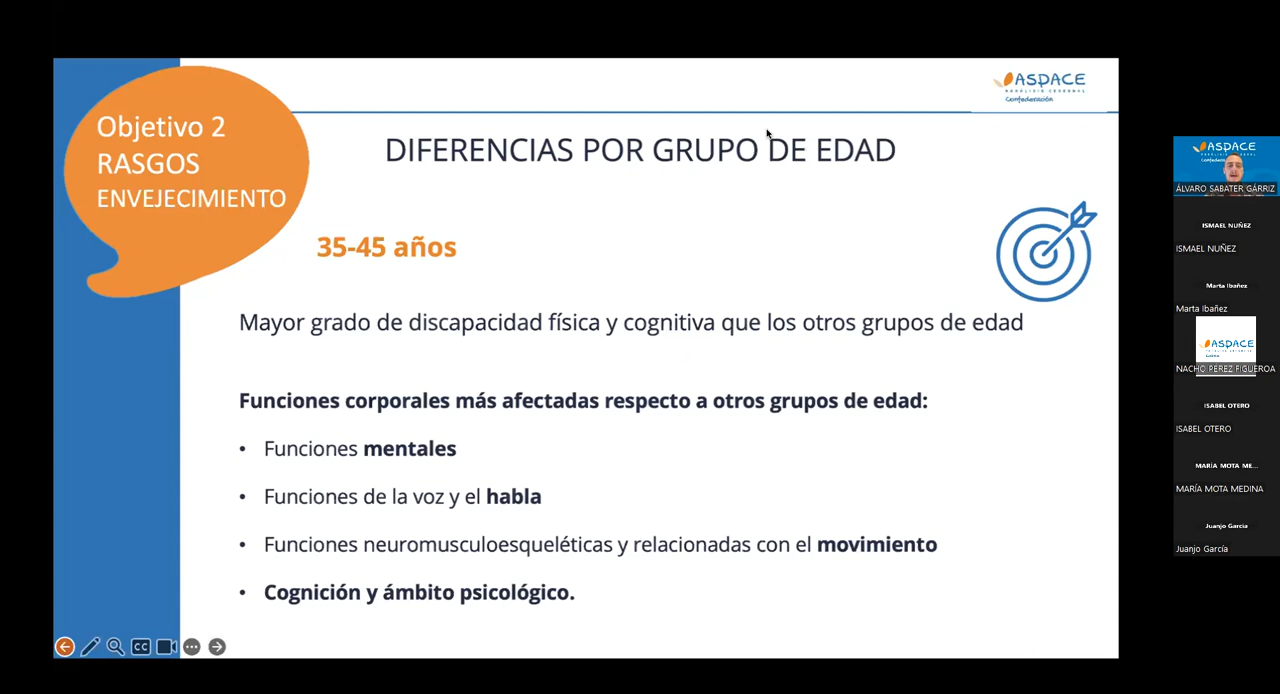 Objetivo 2
RASGOS
ENVEJECIMIENTO
ASPACE
PARÁLISIS CEREBRAL
Confederación
DIFERENCIAS POR GRUPO DE EDAD
35-45 años
Mayor grado de discapacidad física y cognitiva que los otros grupos de edad
Funciones corporales más afectadas respecto a otros grupos de edad:
• Funciones mentales
• Funciones de la voz y el habla
• Funciones neuromusculoesqueléticas y relacionadas con el movimiento
• Cognición y ámbito psicológico.
CC
ASPACE
ÁLVARO SABATER GÁRRIZ
ISMAEL NUÑEZ
ISMAEL NUÑEZ
Marta Ibañez
Marta Ibañez
ASPACE
NACHO PEREZ FIGUEROA
ISABEL OTERO
ISABEL OTERO
MARÍA MOTA ME...
MARÍA MOTA MEDINA
Juanjo García
Juanjo García